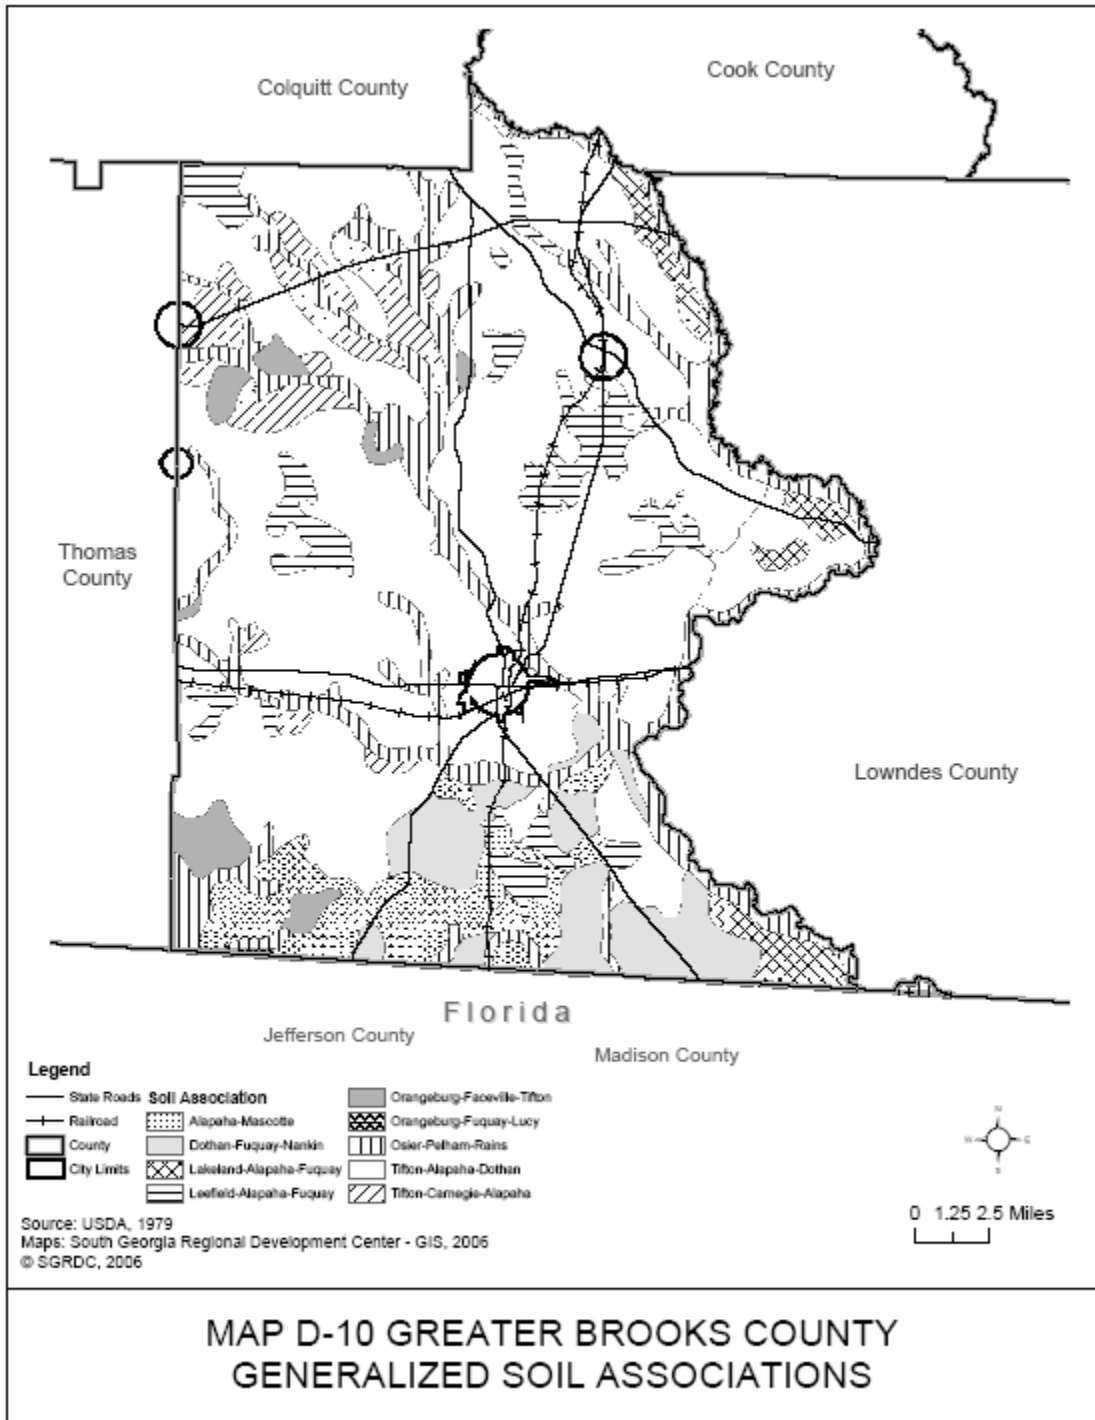 Colquitt County
Cook County
Thomas
County
Lowndes County
Florida
Jefferson County
Madison County
Legend
State Roads
Railroad
County
City Limits
Soil Association
Alapaha-Mascotte
Dothan-Fuquay-Nankin
Lakeland-Alapaha-Fuquay
Leefield-Alapaha-Fuquay
Orangeburg-Faceville-Tifton
Orangeburg-Fuquay-Lucy
Osier-Pelham-Rains
Tifton-Alapaha-Dothan
Tifton-Carnegie-Alapaha
N
W E
S
0 1.25 2.5 Miles
Source: USDA, 1979
Maps: South Georgia Regional Development Center - GIS, 2006
© SGRDC, 2006
MAP D-10 GREATER BROOKS COUNTY
GENERALIZED SOIL ASSOCIATIONS